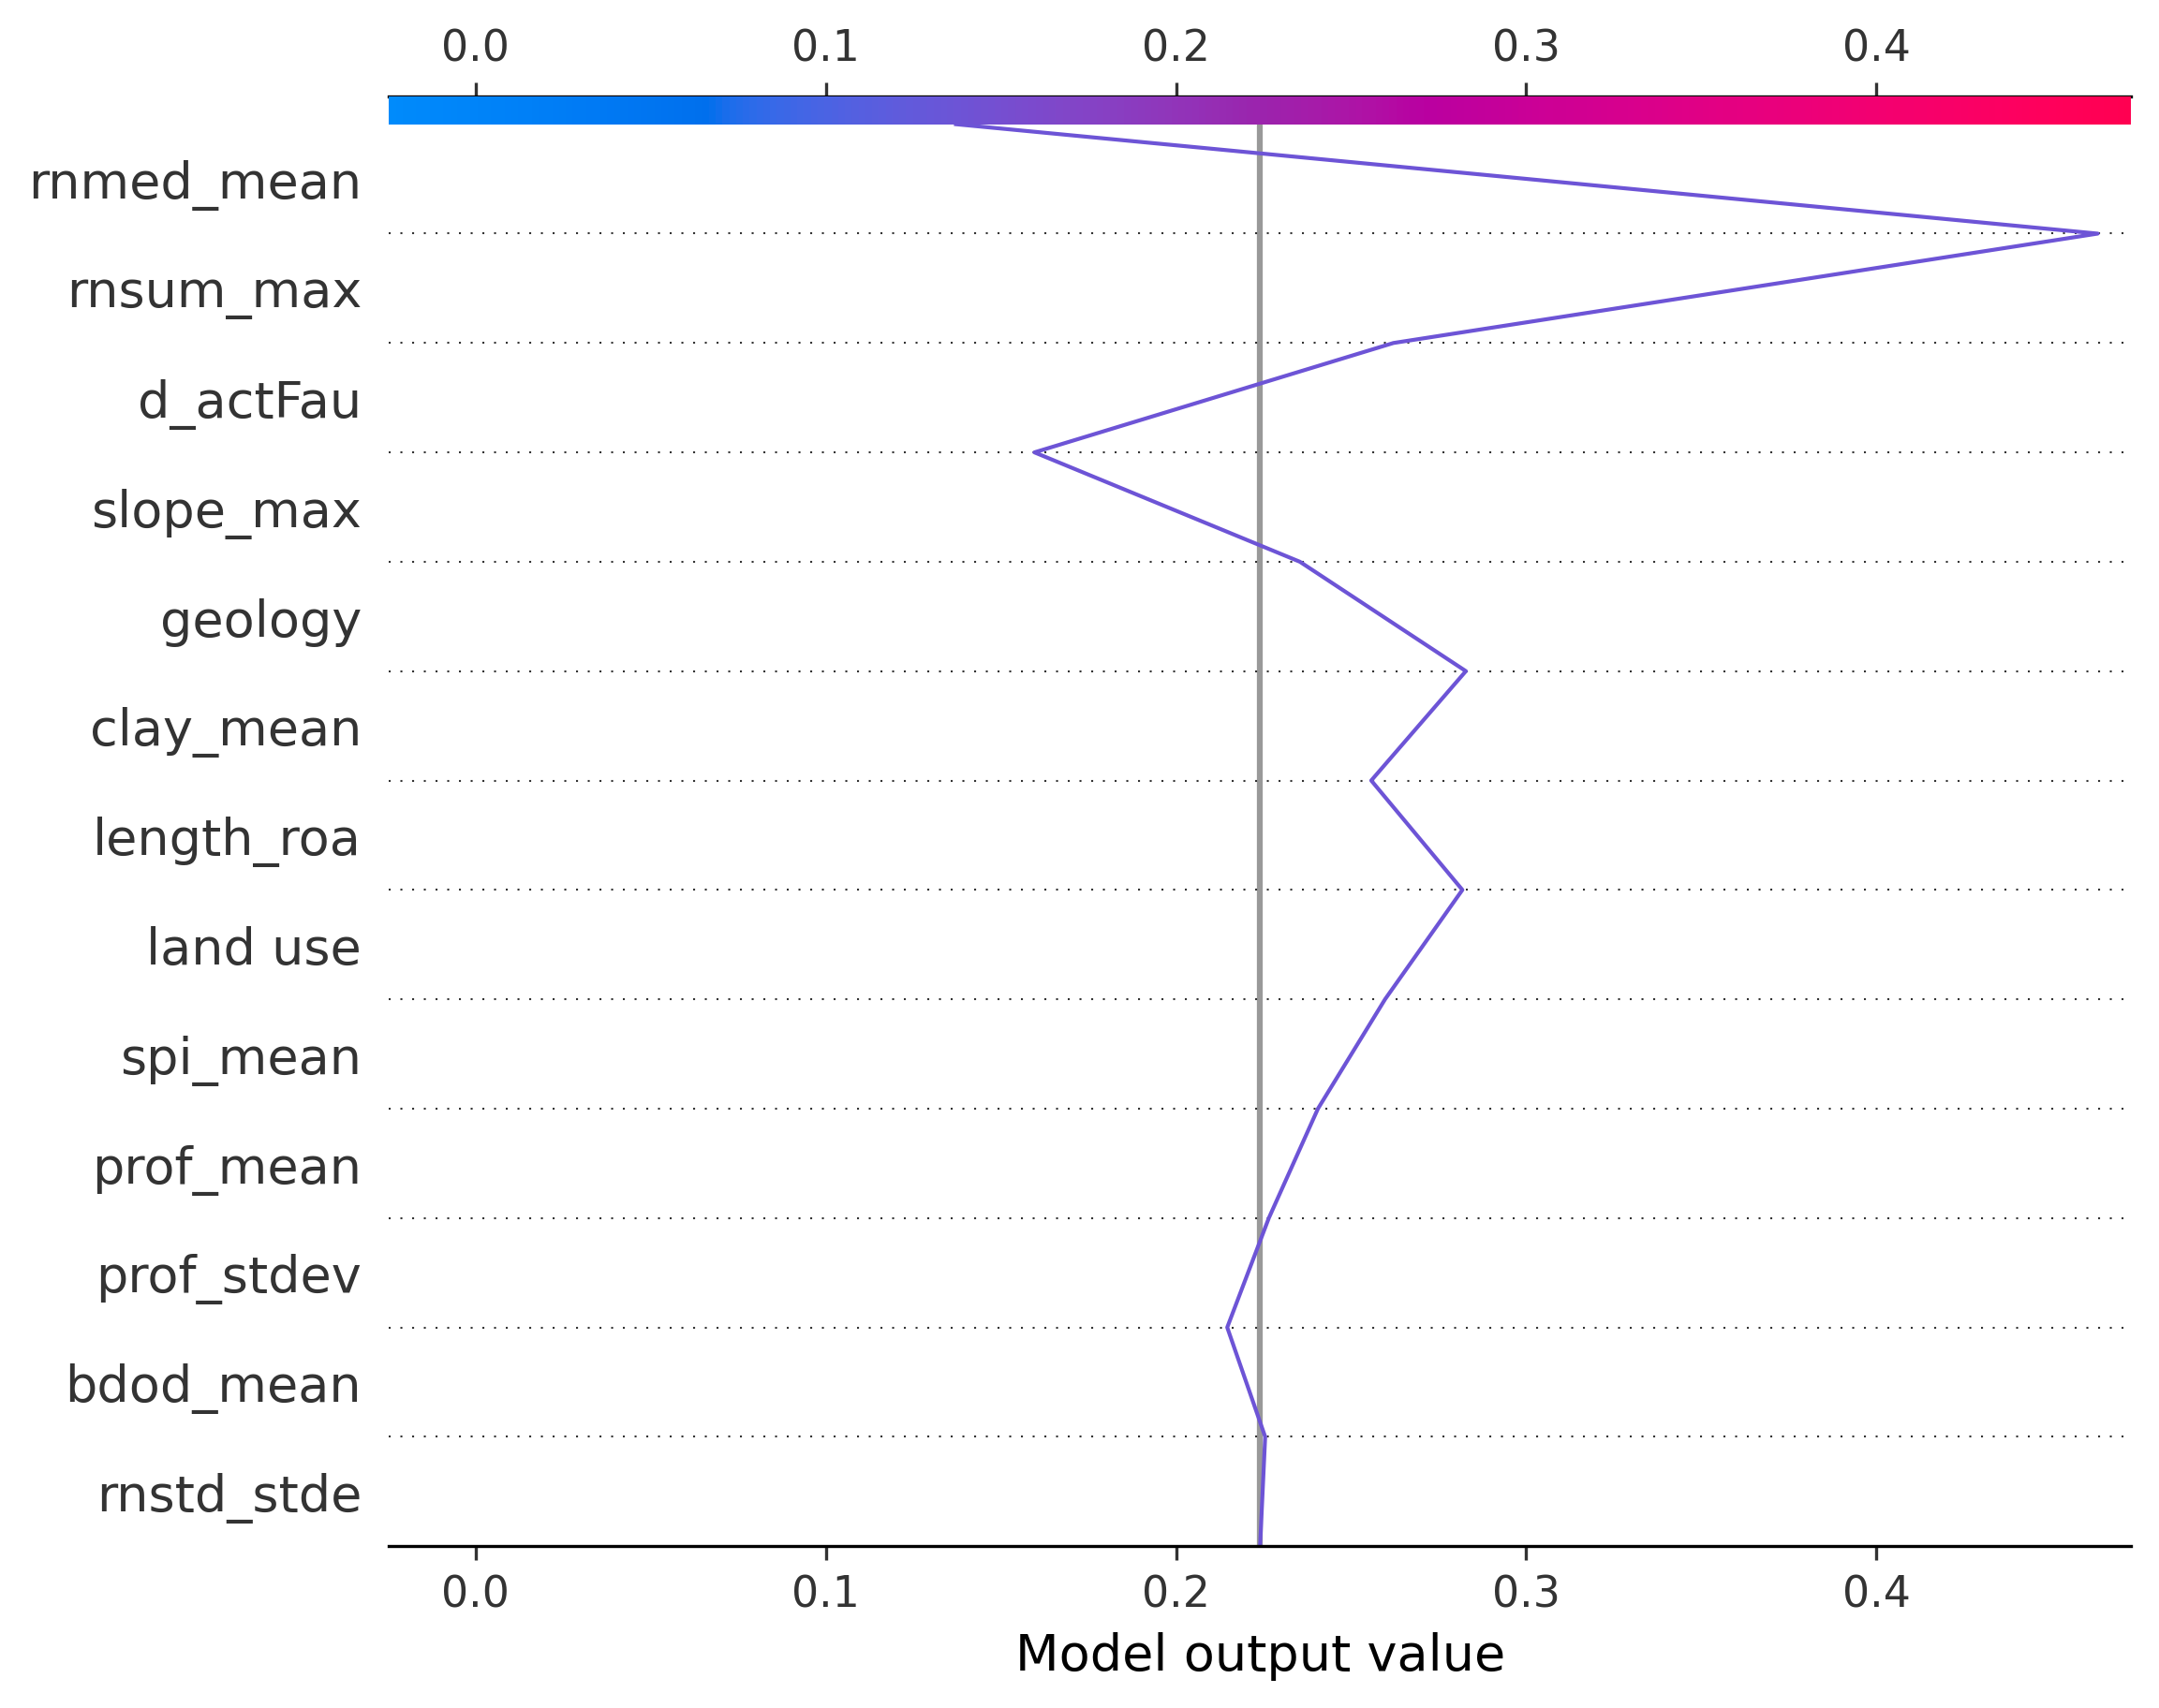 0.0 0.1 0.2 0.3 0.4
rnmed_mean
rnsum_max
d_actFau
slope_max
geology
clay_mean
length_roa
land use
spi_mean
prof_mean
prof_stdev
bdod_mean
rnstd_stde
0.0 0.1 0.2 0.3 0.4
Model output value